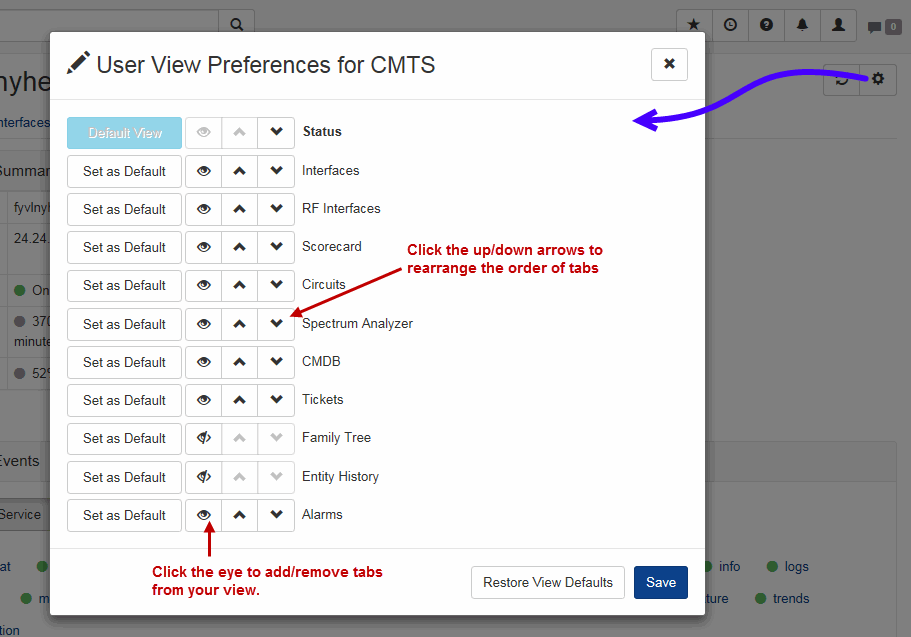 0
User View Preferences for CMTS
nyhe
nterfaces
Default View Status
Set as Default Interfaces
Summar
Set as Default RF Interfaces
fyvlnyh
24.24.
Set as Default Scorecard
Click the up/down arrows to
rearrange the order of tabs
Set as Default Circuits
On
Set as Default Spectrum Analyzer
370
minute
Set as Default CMDB
52%
Set as Default Tickets
Set as Default Family Tree
Events
Set as Default Entity History
Set as Default Alarms
Service
Click the eye to add/remove tabs
from your view.
at
info
logs
Restore View Defaults
Save
m
ture
trends
tion